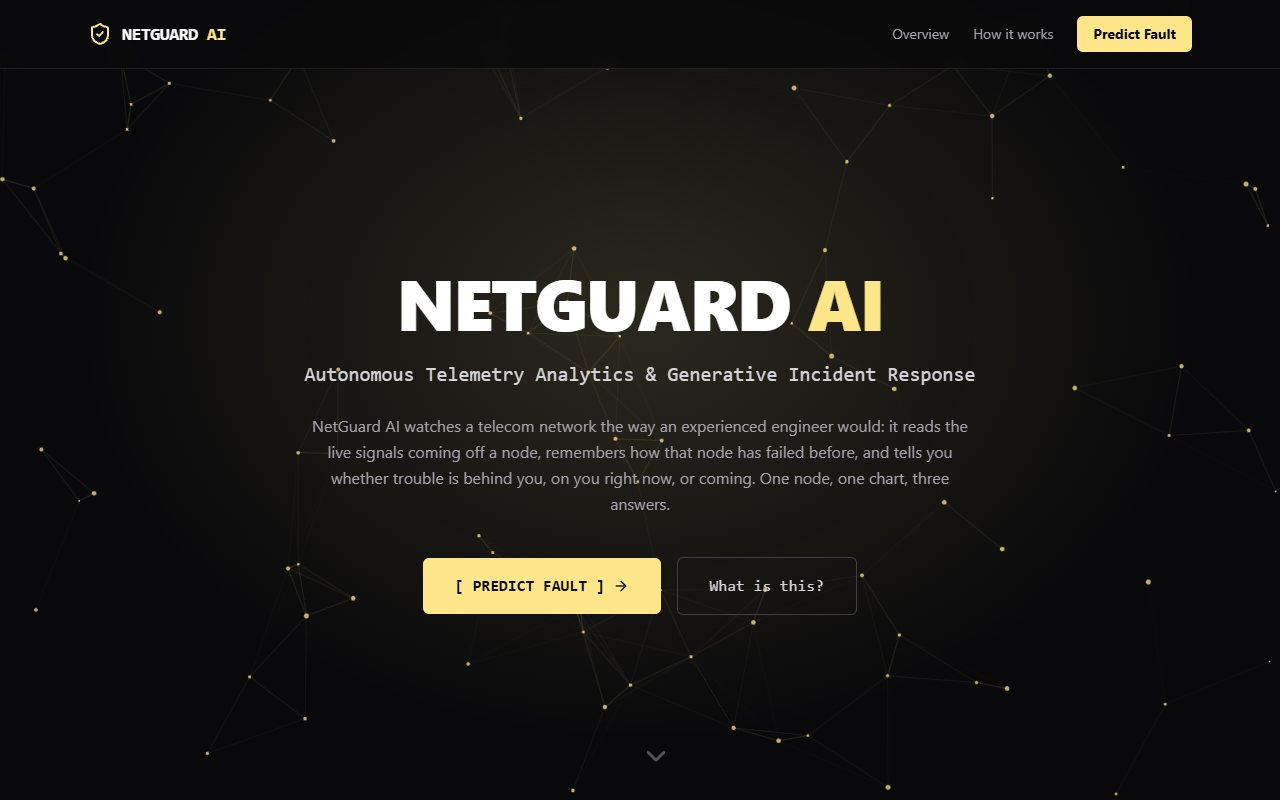 NETGUARD AI
Overview
How it works
Predict Fault
NETGUARD AI
Autonomous Telemetry Analytics & Generative Incident Response
NetGuard AI watches a telecom network the way an experienced engineer would: it reads the
live signals coming off a node, remembers how that node has failed before, and tells you
whether trouble is behind you, on you right now, or coming. One node, one chart, three
answers.
[ PREDICT FAULT ] →
What is this?